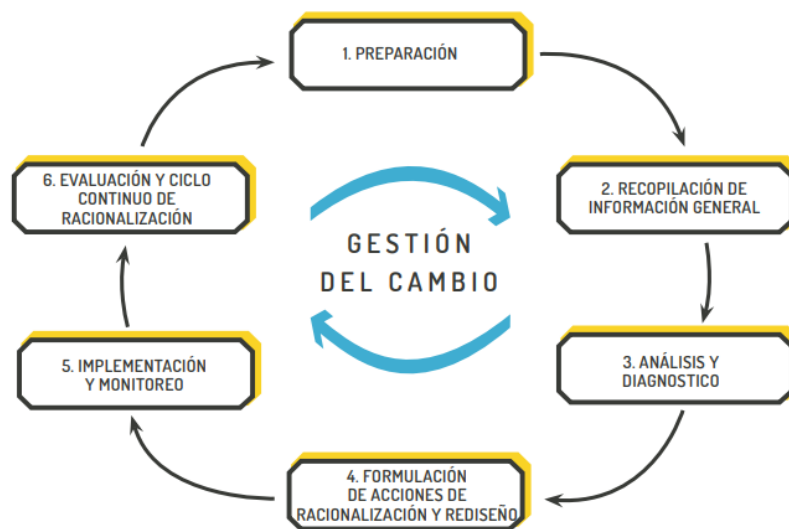 1. PREPARACIÓN
2. RECOPILACIÓN DE
INFORMACIÓN GENERAL
3. ANÁLISIS Y
DIAGNOSTICO
4. FORMULACIÓN
DE ACCIONES DE
RACIONALIZACIÓN Y REDISEÑO
5. IMPLEMENTACIÓN
Y MONITOREO
6. EVALUACIÓN Y CICLO
CONTINUO DE
RACIONALIZACIÓN
GESTIÓN
DEL CAMBIO